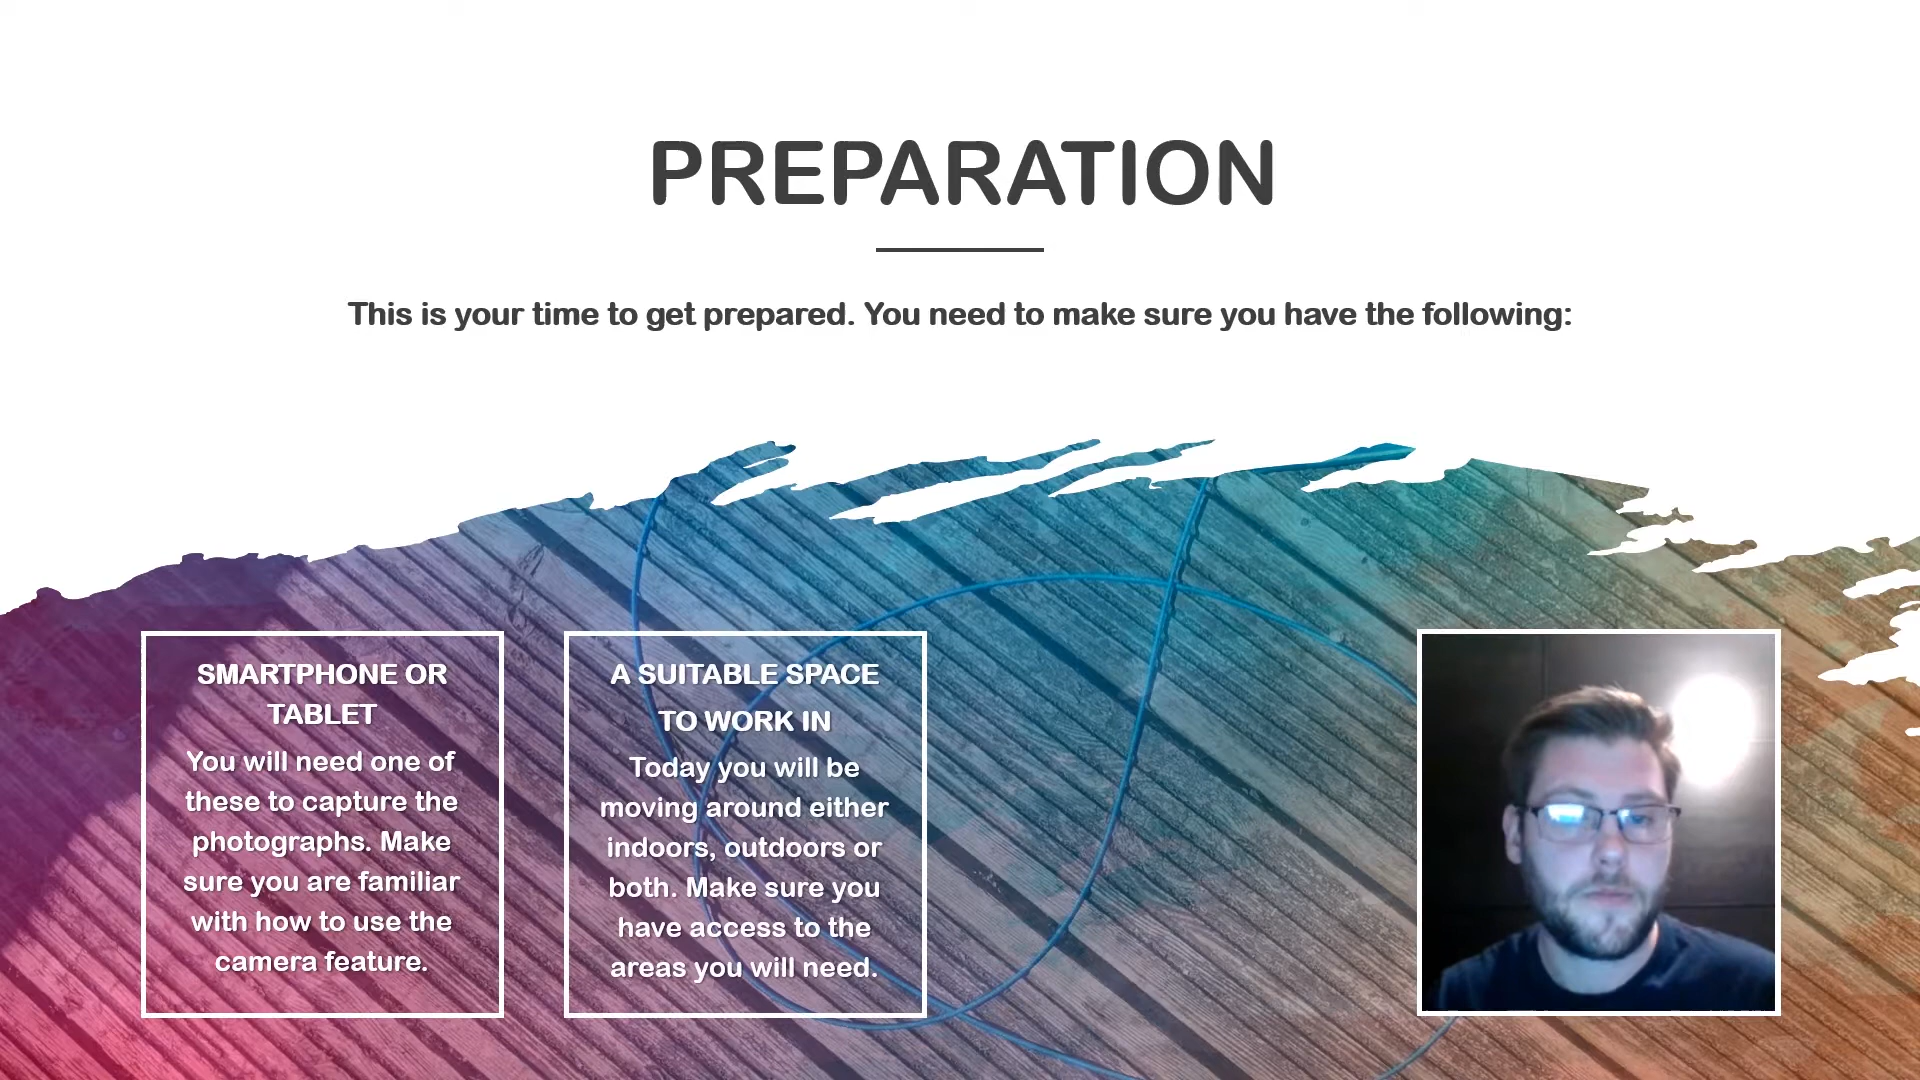 PREPARATION
This is your time to get prepared. You need to make sure you have the following:
SMARTPHONE OR
TABLET
You will need one of
these to capture the
photographs. Make
sure you are familiar
with how to use the
camera feature.
A SUITABLE SPACE
TO WORK IN
Today you will be
moving around either
indoors, outdoors or
both. Make sure you
have access to the
areas you will need.